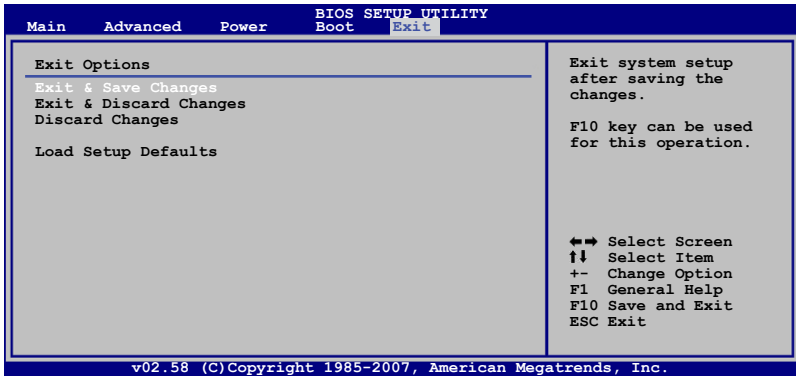 BIOS SETUP UTILITY
Main Advanced Power Boot Exit
Exit Options
Exit & Save Changes
Exit & Discard Changes
Discard Changes
Load Setup Defaults
Exit system setup
after saving the
changes.
F10 key can be used
for this operation.
←→ Select Screen
↑↓ Select Item
+- Change Option
F1 General Help
F10 Save and Exit
ESC Exit
v02.58 (C)Copyright 1985-2007, American Megatrends, Inc.